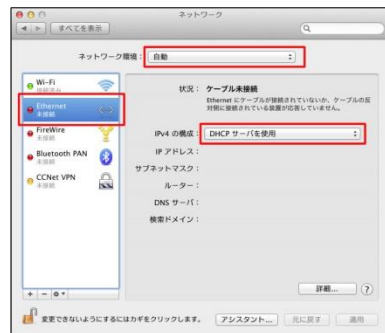 ネットワーク
すべてを表示
ネットワーク環境：自動
Wi-Fi
接続済み
Ethernet
未接続
FireWire
未接続
Bluetooth PAN
未接続
CCNet VPN
未接続
状況：ケーブル未接続
Ethernet にケーブルが接続されていないか、ケーブルの反
対側に接続されている装置が応答していません。
IPv4 の構成：DHCP サーバを使用
IP アドレス：
サブネットマスク：
ルーター：
DNS サーバ：
検索ドメイン：
詳細... ?
変更できないようにするにはカギをクリックします。
アシスタント... 元に戻す 適用